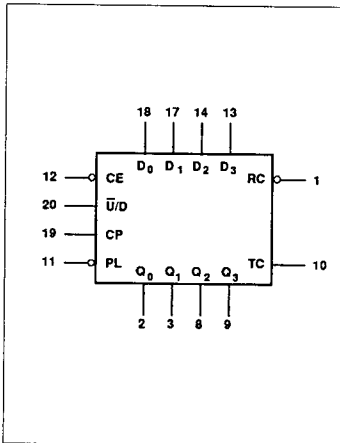 18 17 14 13
D0 D1 D2 D3
12 CE RC 1
20 U̅/D
19 CP
11 PL TC 10
Q0 Q1 Q2 Q3
2 3 8 9